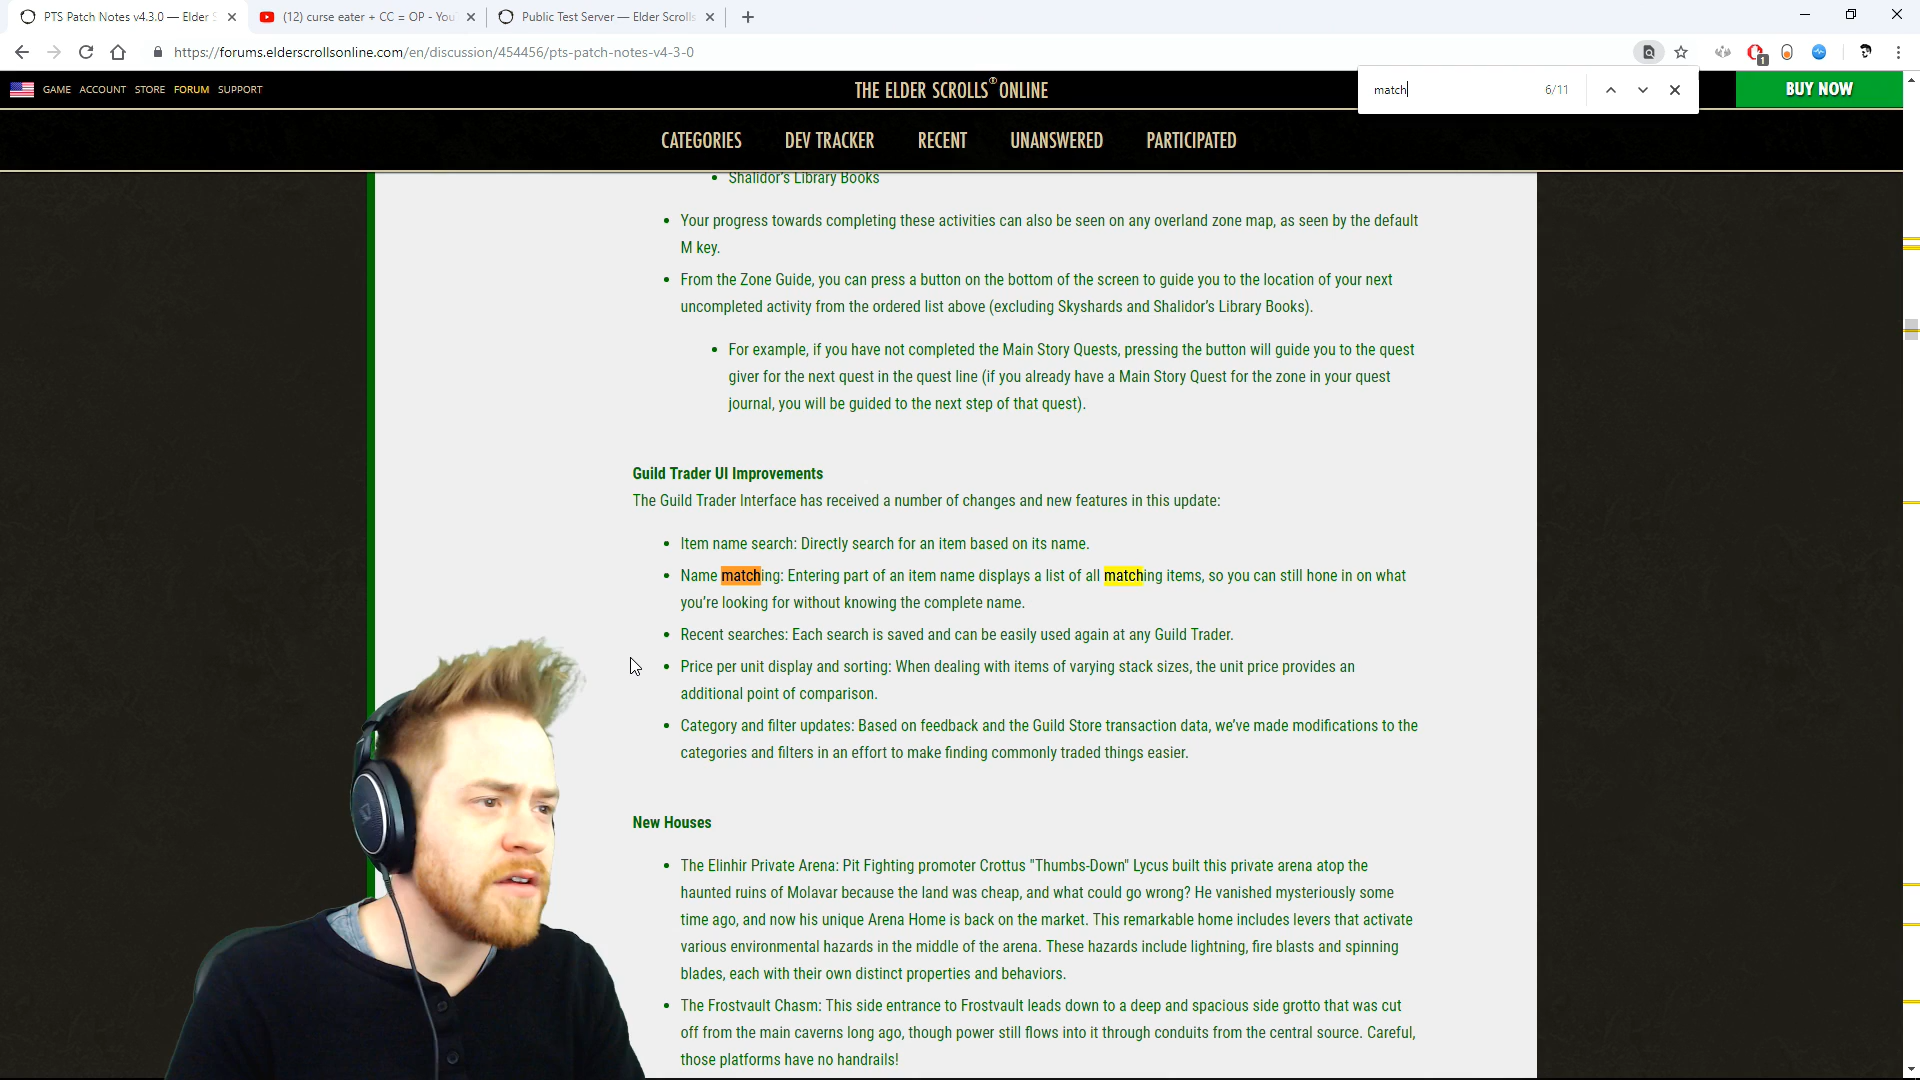 PTS Patch Notes v4.3.0 — Elder S
(12) curse eater + CC = OP - You
Public Test Server — Elder Scrolls
https://forums.elderscrollsonline.com/en/discussion/454456/pts-patch-notes-v4-3-0
match
6/11
1
GAME ACCOUNT STORE FORUM SUPPORT
THE ELDER SCROLLS® ONLINE
BUY NOW
CATEGORIES DEV TRACKER RECENT UNANSWERED PARTICIPATED
• Shalidor's Library Books
• Your progress towards completing these activities can also be seen on any overland zone map, as seen by the default
M key.
• From the Zone Guide, you can press a button on the bottom of the screen to guide you to the location of your next
uncompleted activity from the ordered list above (excluding Skyshards and Shalidor's Library Books).
• For example, if you have not completed the Main Story Quests, pressing the button will guide you to the quest
giver for the next quest in the quest line (if you already have a Main Story Quest for the zone in your quest
journal, you will be guided to the next step of that quest).
Guild Trader UI Improvements
The Guild Trader Interface has received a number of changes and new features in this update:
• Item name search: Directly search for an item based on its name.
• Name matching: Entering part of an item name displays a list of all matching items, so you can still hone in on what
you're looking for without knowing the complete name.
• Recent searches: Each search is saved and can be easily used again at any Guild Trader.
• Price per unit display and sorting: When dealing with items of varying stack sizes, the unit price provides an
additional point of comparison.
• Category and filter updates: Based on feedback and the Guild Store transaction data, we've made modifications to the
categories and filters in an effort to make finding commonly traded things easier.
New Houses
• The Elinhir Private Arena: Pit Fighting promoter Crottus "Thumbs-Down" Lycus built this private arena atop the
haunted ruins of Molavar because the land was cheap, and what could go wrong? He vanished mysteriously some
time ago, and now his unique Arena Home is back on the market. This remarkable home includes levers that activate
various environmental hazards in the middle of the arena. These hazards include lightning, fire blasts and spinning
blades, each with their own distinct properties and behaviors.
• The Frostvault Chasm: This side entrance to Frostvault leads down to a deep and spacious side grotto that was cut
off from the main caverns long ago, though power still flows into it through conduits from the central source. Careful,
those platforms have no handrails!